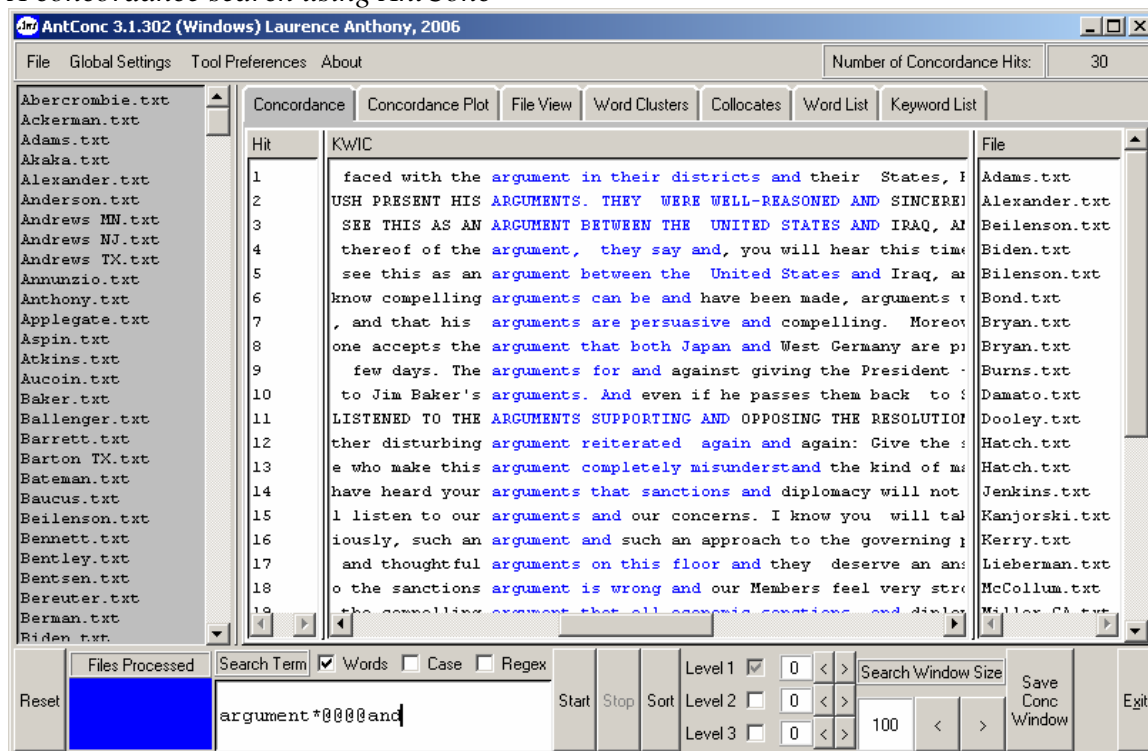 A concordance search using AntConc
AntConc 3.1.302 (Windows) Laurence Anthony, 2006
File Global Settings Tool Preferences About Number of Concordance Hits: 30
Abercrombie.txt
Ackerman.txt
Adams.txt
Akaka.txt
Alexander.txt
Anderson.txt
Andrews MN.txt
Andrews NJ.txt
Andrews TX.txt
Annunzio.txt
Anthony.txt
Applegate.txt
Aspin.txt
Atkins.txt
Aucoin.txt
Baker.txt
Ballenger.txt
Barrett.txt
Barton TX.txt
Bateman.txt
Baucus.txt
Beilenson.txt
Bennett.txt
Bentley.txt
Bentsen.txt
Bereuter.txt
Berman.txt
Biden.txt
Concordance Concordance Plot File View Word Clusters Collocates Word List Keyword List
Hit KWIC File
1 faced with the argument in their districts and their States, Adams.txt
2 USH PRESENT HIS ARGUMENTS. THEY WERE WELL-REASONED AND SINCERE Alexander.txt
3 SEE THIS AS AN ARGUMENT BETWEEN THE UNITED STATES AND IRAQ, Beilenson.txt
4 thereof of the argument, they say and, you will hear this time Biden.txt
5 see this as an argument between the United States and Iraq, Bilenson.txt
6 know compelling arguments can be and have been made, arguments Bond.txt
7 , and that his arguments are persuasive and compelling. Moreov Bryan.txt
8 one accepts the argument that both Japan and West Germany are Bryan.txt
9 few days. The arguments for and against giving the President - Burns.txt
10 to Jim Baker's arguments. And even if he passes them back to Damato.txt
11 LISTENED TO THE ARGUMENTS SUPPORTING AND OPPOSING THE RESOLUTION Dooley.txt
12 ther disturbing argument reiterated again and again: Give the Hatch.txt
13 e who make this argument completely misunderstand the kind of Hatch.txt
14 have heard your arguments that sanctions and diplomacy will not Jenkins.txt
15 l listen to our arguments and our concerns. I know you will Kanjorski.txt
16 iously, such an argument and such an approach to the governing Kerry.txt
17 and thoughtful arguments on this floor and they deserve an Lieberman.txt
18 o the sanctions argument is wrong and our Members feel very McCollum.txt
19 the compelling argument that all economic sanctions and Miller CA.txt
Reset Files Processed Search Term Words Case Regex
argument*@@@@and
Start Stop Sort
Level 1 0 < >
Level 2 0 < >
Level 3 0 < >
Search Window Size
100 < >
Save Conc Window
Exit